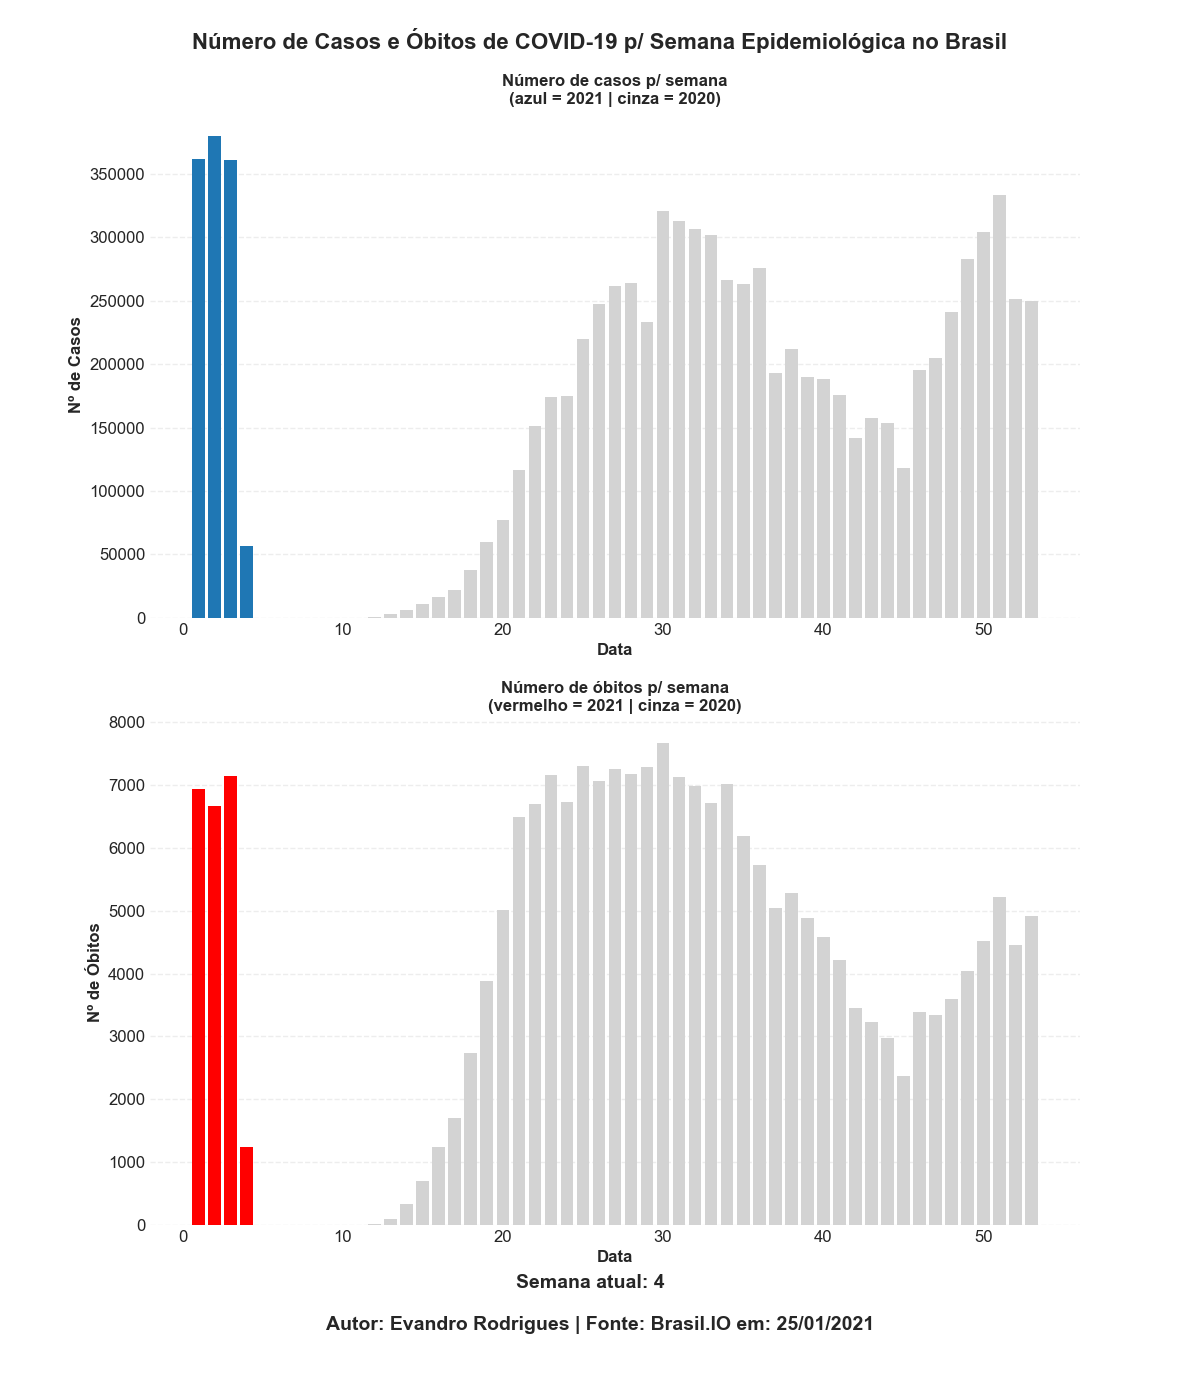 Número de Casos e Óbitos de COVID-19 p/ Semana Epidemiológica no Brasil
Número de casos p/ semana
(azul = 2021 | cinza = 2020)
350000
300000
250000
200000
150000
100000
50000
0
Nº de Casos
0 10 20 30 40 50
Data
Número de óbitos p/ semana
(vermelho = 2021 | cinza = 2020)
8000
7000
6000
5000
4000
3000
2000
1000
0
Nº de Óbitos
0 10 20 30 40 50
Data
Semana atual: 4
Autor: Evandro Rodrigues | Fonte: Brasil.IO em: 25/01/2021